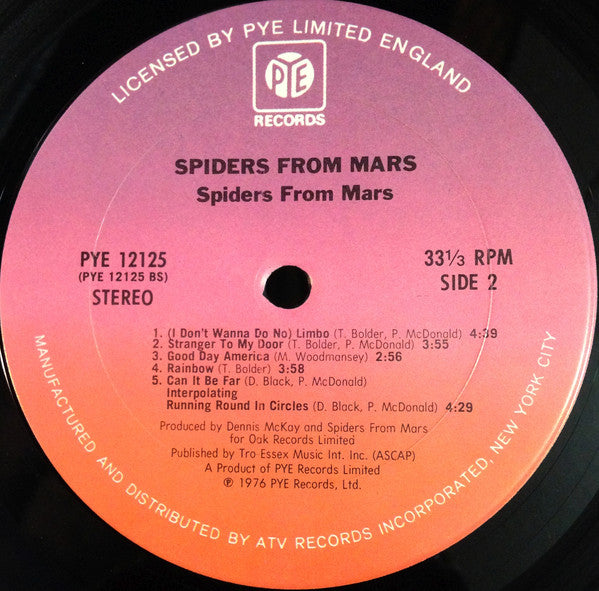 LICENSED BY PYE LIMITED ENGLAND
PYE
RECORDS
SPIDERS FROM MARS
Spiders From Mars
PYE 12125
(PYE 12125 BS)
STEREO
33⅓ RPM
SIDE 2
1. (I Don't Wanna Do No) Limbo (T. Bolder, P. McDonald) 4:39
2. Stranger To My Door (T. Bolder, P. McDonald) 3:55
3. Good Day America (M. Woodmansey) 2:56
4. Rainbow (T. Bolder) 3:58
5. Can It Be Far (D. Black, P. McDonald)
Interpolating
Running Round In Circles (D. Black, P. McDonald) 4:29
Produced by Dennis McKay and Spiders From Mars
for Oak Records Limited
Published by Tro Essex Music Int. Inc. (ASCAP)
A Product of PYE Records Limited
℗ 1976 PYE Records, Ltd.
MANUFACTURED AND DISTRIBUTED BY ATV RECORDS INCORPORATED, NEW YORK CITY